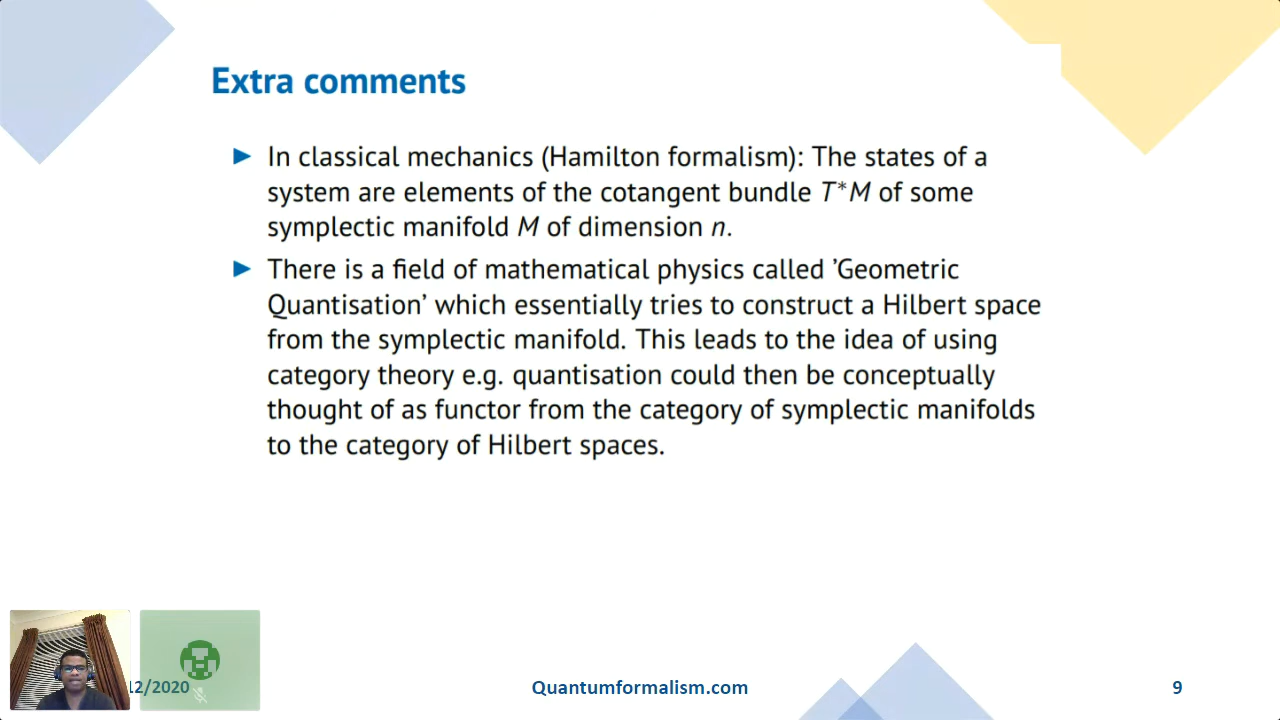 Extra comments
In classical mechanics (Hamilton formalism): The states of a
system are elements of the cotangent bundle T*M of some
symplectic manifold M of dimension n.
There is a field of mathematical physics called ’Geometric
Quantisation’ which essentially tries to construct a Hilbert space
from the symplectic manifold. This leads to the idea of using
category theory e.g. quantisation could then be conceptually
thought of as functor from the category of symplectic manifolds
to the category of Hilbert spaces.
12/2020
Quantumformalism.com
9